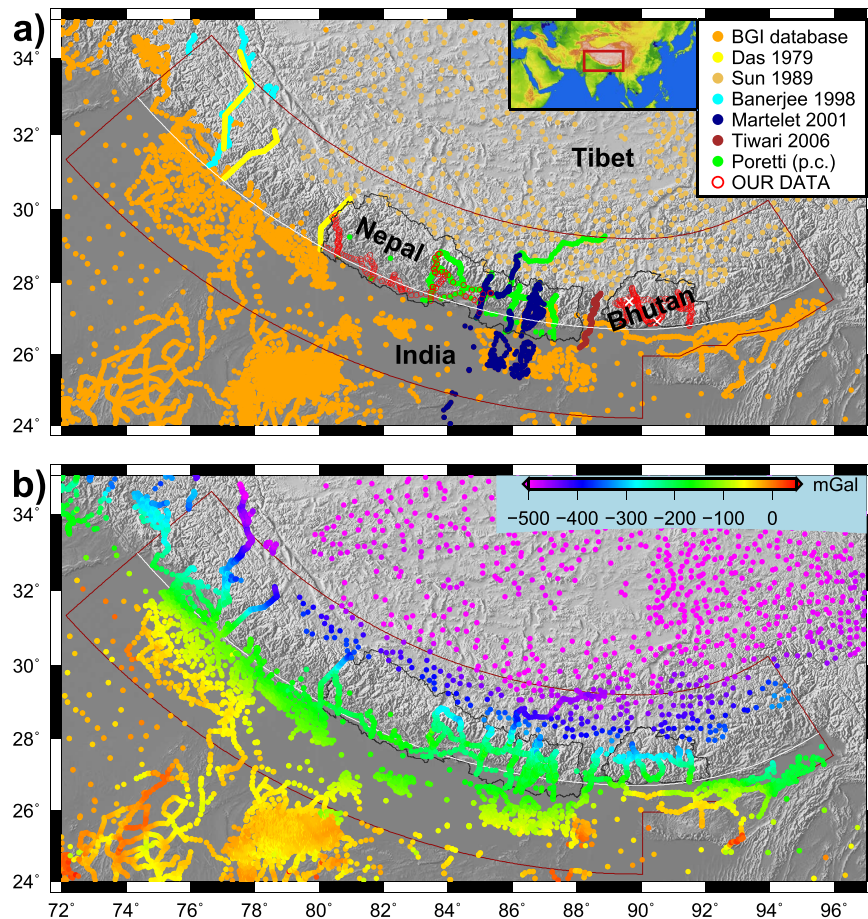 a)
BGI database
Das 1979
Sun 1989
Banerjee 1998
Martelet 2001
Tiwari 2006
Poretti (p.c.)
OUR DATA
Tibet
Nepal
Bhutan
India
34˚
32˚
30˚
28˚
26˚
24˚
b)
mGal
−500 −400 −300 −200 −100 0
34˚
32˚
30˚
28˚
26˚
24˚
72˚ 74˚ 76˚ 78˚ 80˚ 82˚ 84˚ 86˚ 88˚ 90˚ 92˚ 94˚ 96˚